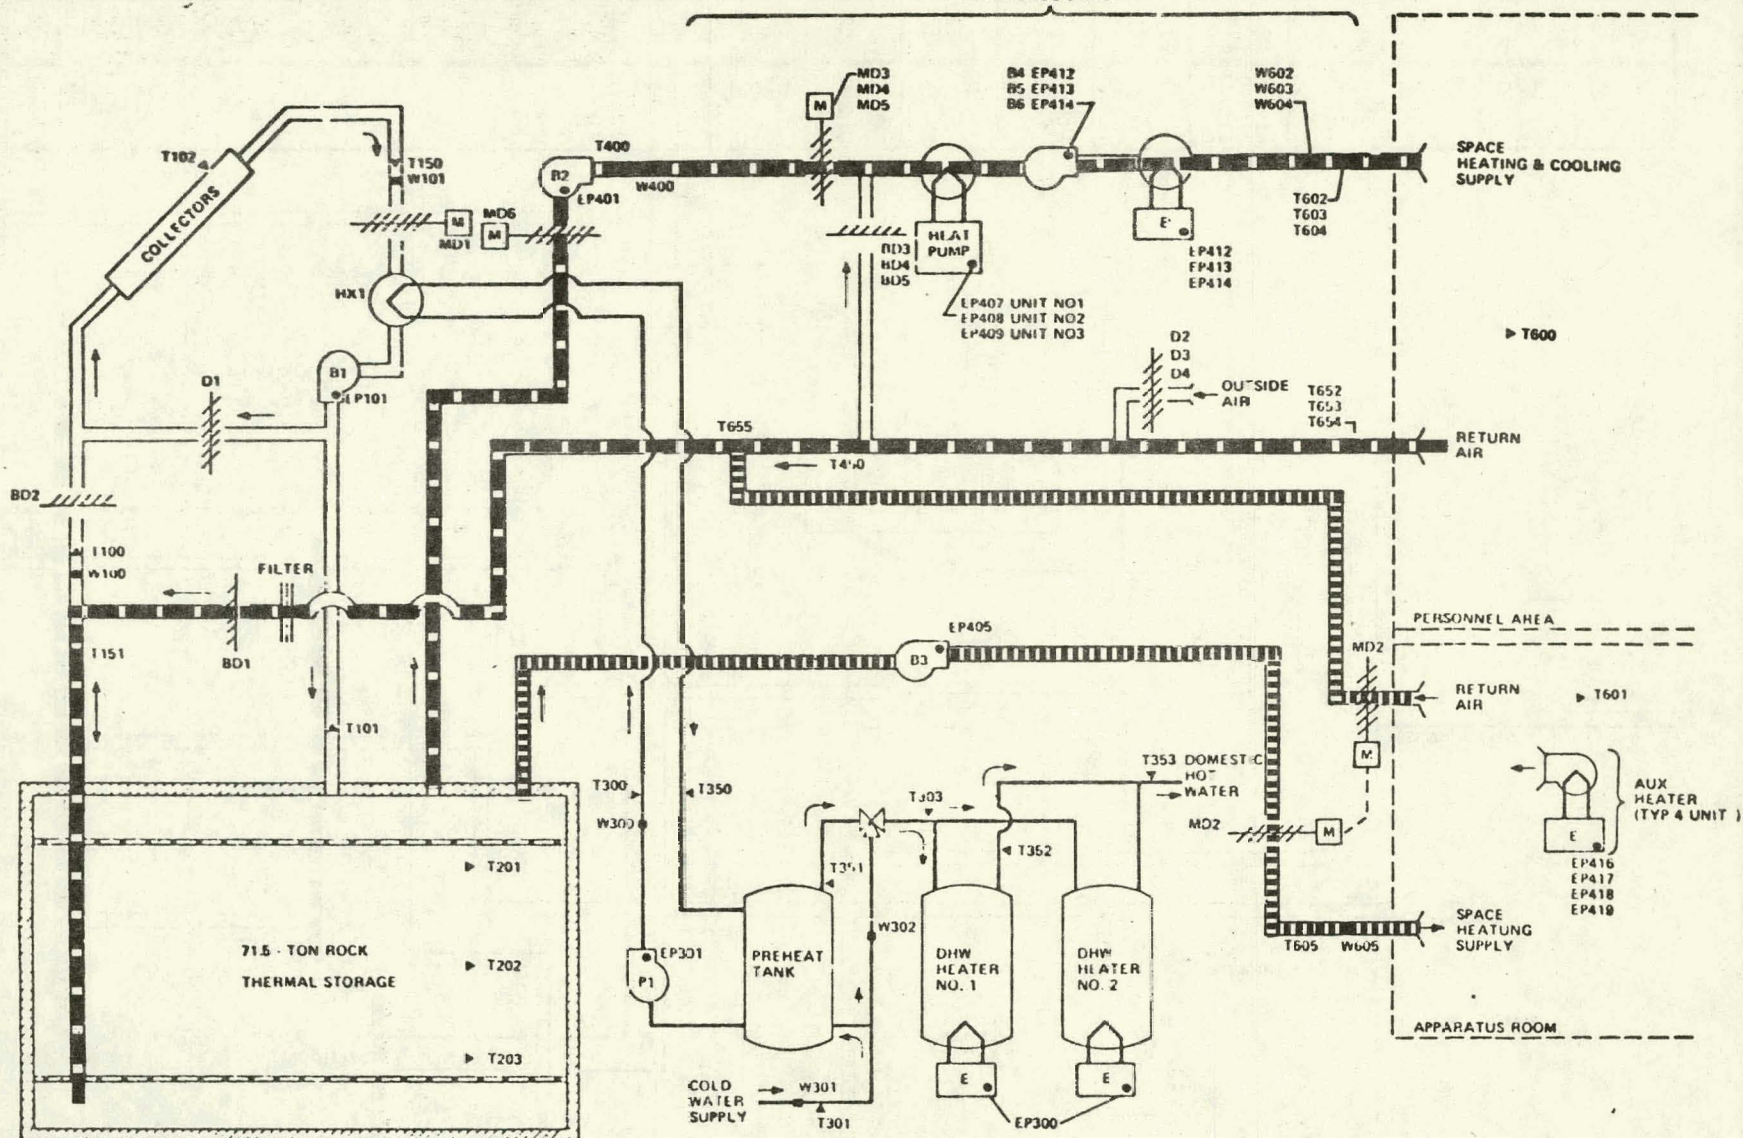 MD3
MD4
MD5
B4 EP412
B5 EP413
B6 EP414
W602
W603
W604
T102
T150
W101
COLLECTORS
T400
M
B2
W400
EP401
SPACE
HEATING & COOLING
SUPPLY
T602
T603
T604
M
MD1
MD6
M
HEAT
PUMP
BD3
BD4
BD5
E
EP412
EP413
EP414
HX1
EP407 UNIT NO1
EP408 UNIT NO2
EP409 UNIT NO3
T600
D2
D3
D4
OUTSIDE
AIR
T652
T653
T654
B1
EP101
D1
T655
T450
RETURN
AIR
BD2
T100
W100
FILTER
BD1
T151
T101
EP405
B3
PERSONNEL AREA
MD2
RETURN
AIR
T601
M
T353 DOMESTIC
HOT
WATER
T300
T350
W300
T303
MD2
M
AUX
HEATER
(TYP 4 UNIT )
E
EP416
EP417
EP418
EP419
T352
T351
T201
W302
SPACE
HEATUNG
SUPPLY
T605
W605
71.5 - TON ROCK
THERMAL STORAGE
T202
EP301
P1
PREHEAT
TANK
DHW
HEATER
NO. 1
DHW
HEATER
NO. 2
T203
APPARATUS ROOM
E
E
COLD
WATER
SUPPLY
W301
T301
EP300